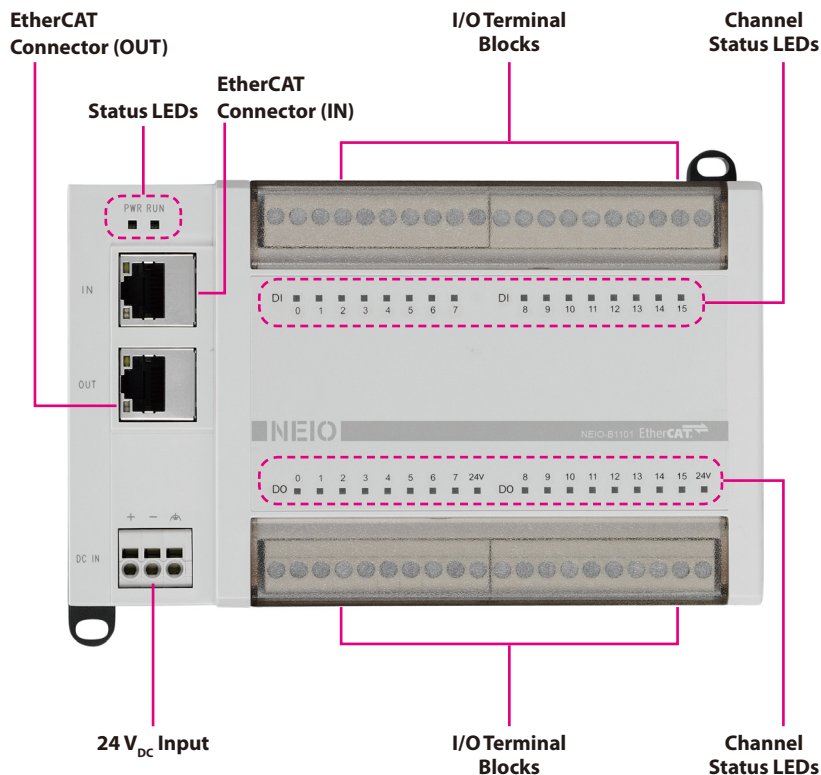 EtherCAT
Connector (OUT)
I/O Terminal
Blocks
Channel
Status LEDs
EtherCAT
Connector (IN)
Status LEDs
PWR RUN
IN
DI
0 1 2 3 4 5 6 7
DI
8 9 10 11 12 13 14 15
OUT
NEIO
NEIO-B1101 EtherCAT
0 1 2 3 4 5 6 7 24V
DO
8 9 10 11 12 13 14 15 24V
DO
+ −
DC IN
24 VDC Input
I/O Terminal
Blocks
Channel
Status LEDs